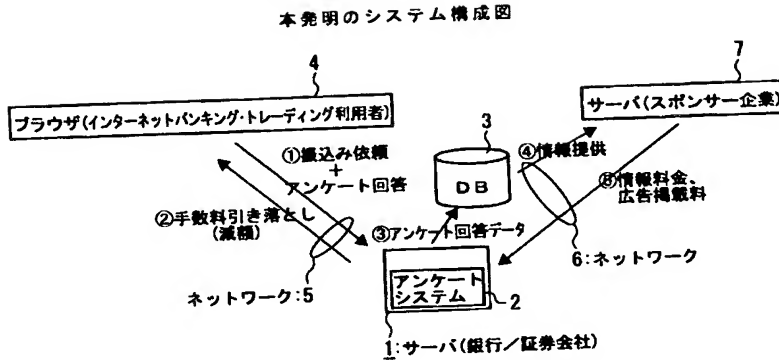 本発明のシステム構成図
4
7
ブラウザ(インターネットバンキング・トレーディング利用者)
サーバ(スポンサー企業)
3
①振込み依頼
+
アンケート回答
④情報提供
DB
⑤情報料金、
広告掲載料
②手数料引き落とし
(減額)
③アンケート回答データ
6:ネットワーク
ネットワーク:5
アンケート
システム
2
1:サーバ(銀行/証券会社)